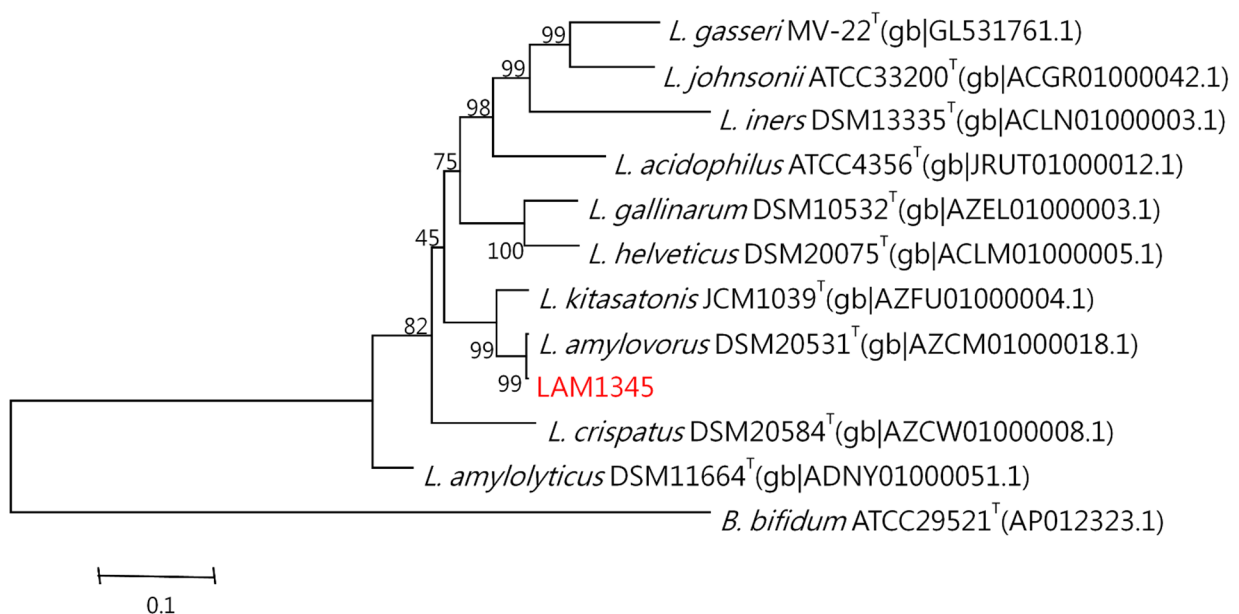 99 L. gasseri MV-22T(gb|GL531761.1)
99 L. johnsonii ATCC33200T(gb|ACGR01000042.1)
98 L. iners DSM13335T(gb|ACLN01000003.1)
75 L. acidophilus ATCC4356T(gb|JRUT01000012.1)
L. gallinarum DSM10532T(gb|AZEL01000003.1)
45 100 L. helveticus DSM20075T(gb|ACLM01000005.1)
L. kitasatonis JCM1039T(gb|AZFU01000004.1)
82 99 L. amylovorus DSM20531T(gb|AZCM01000018.1)
99 LAM1345
L. crispatus DSM20584T(gb|AZCW01000008.1)
L. amylolyticus DSM11664T(gb|ADNY01000051.1)
B. bifidum ATCC29521T(AP012323.1)
0.1